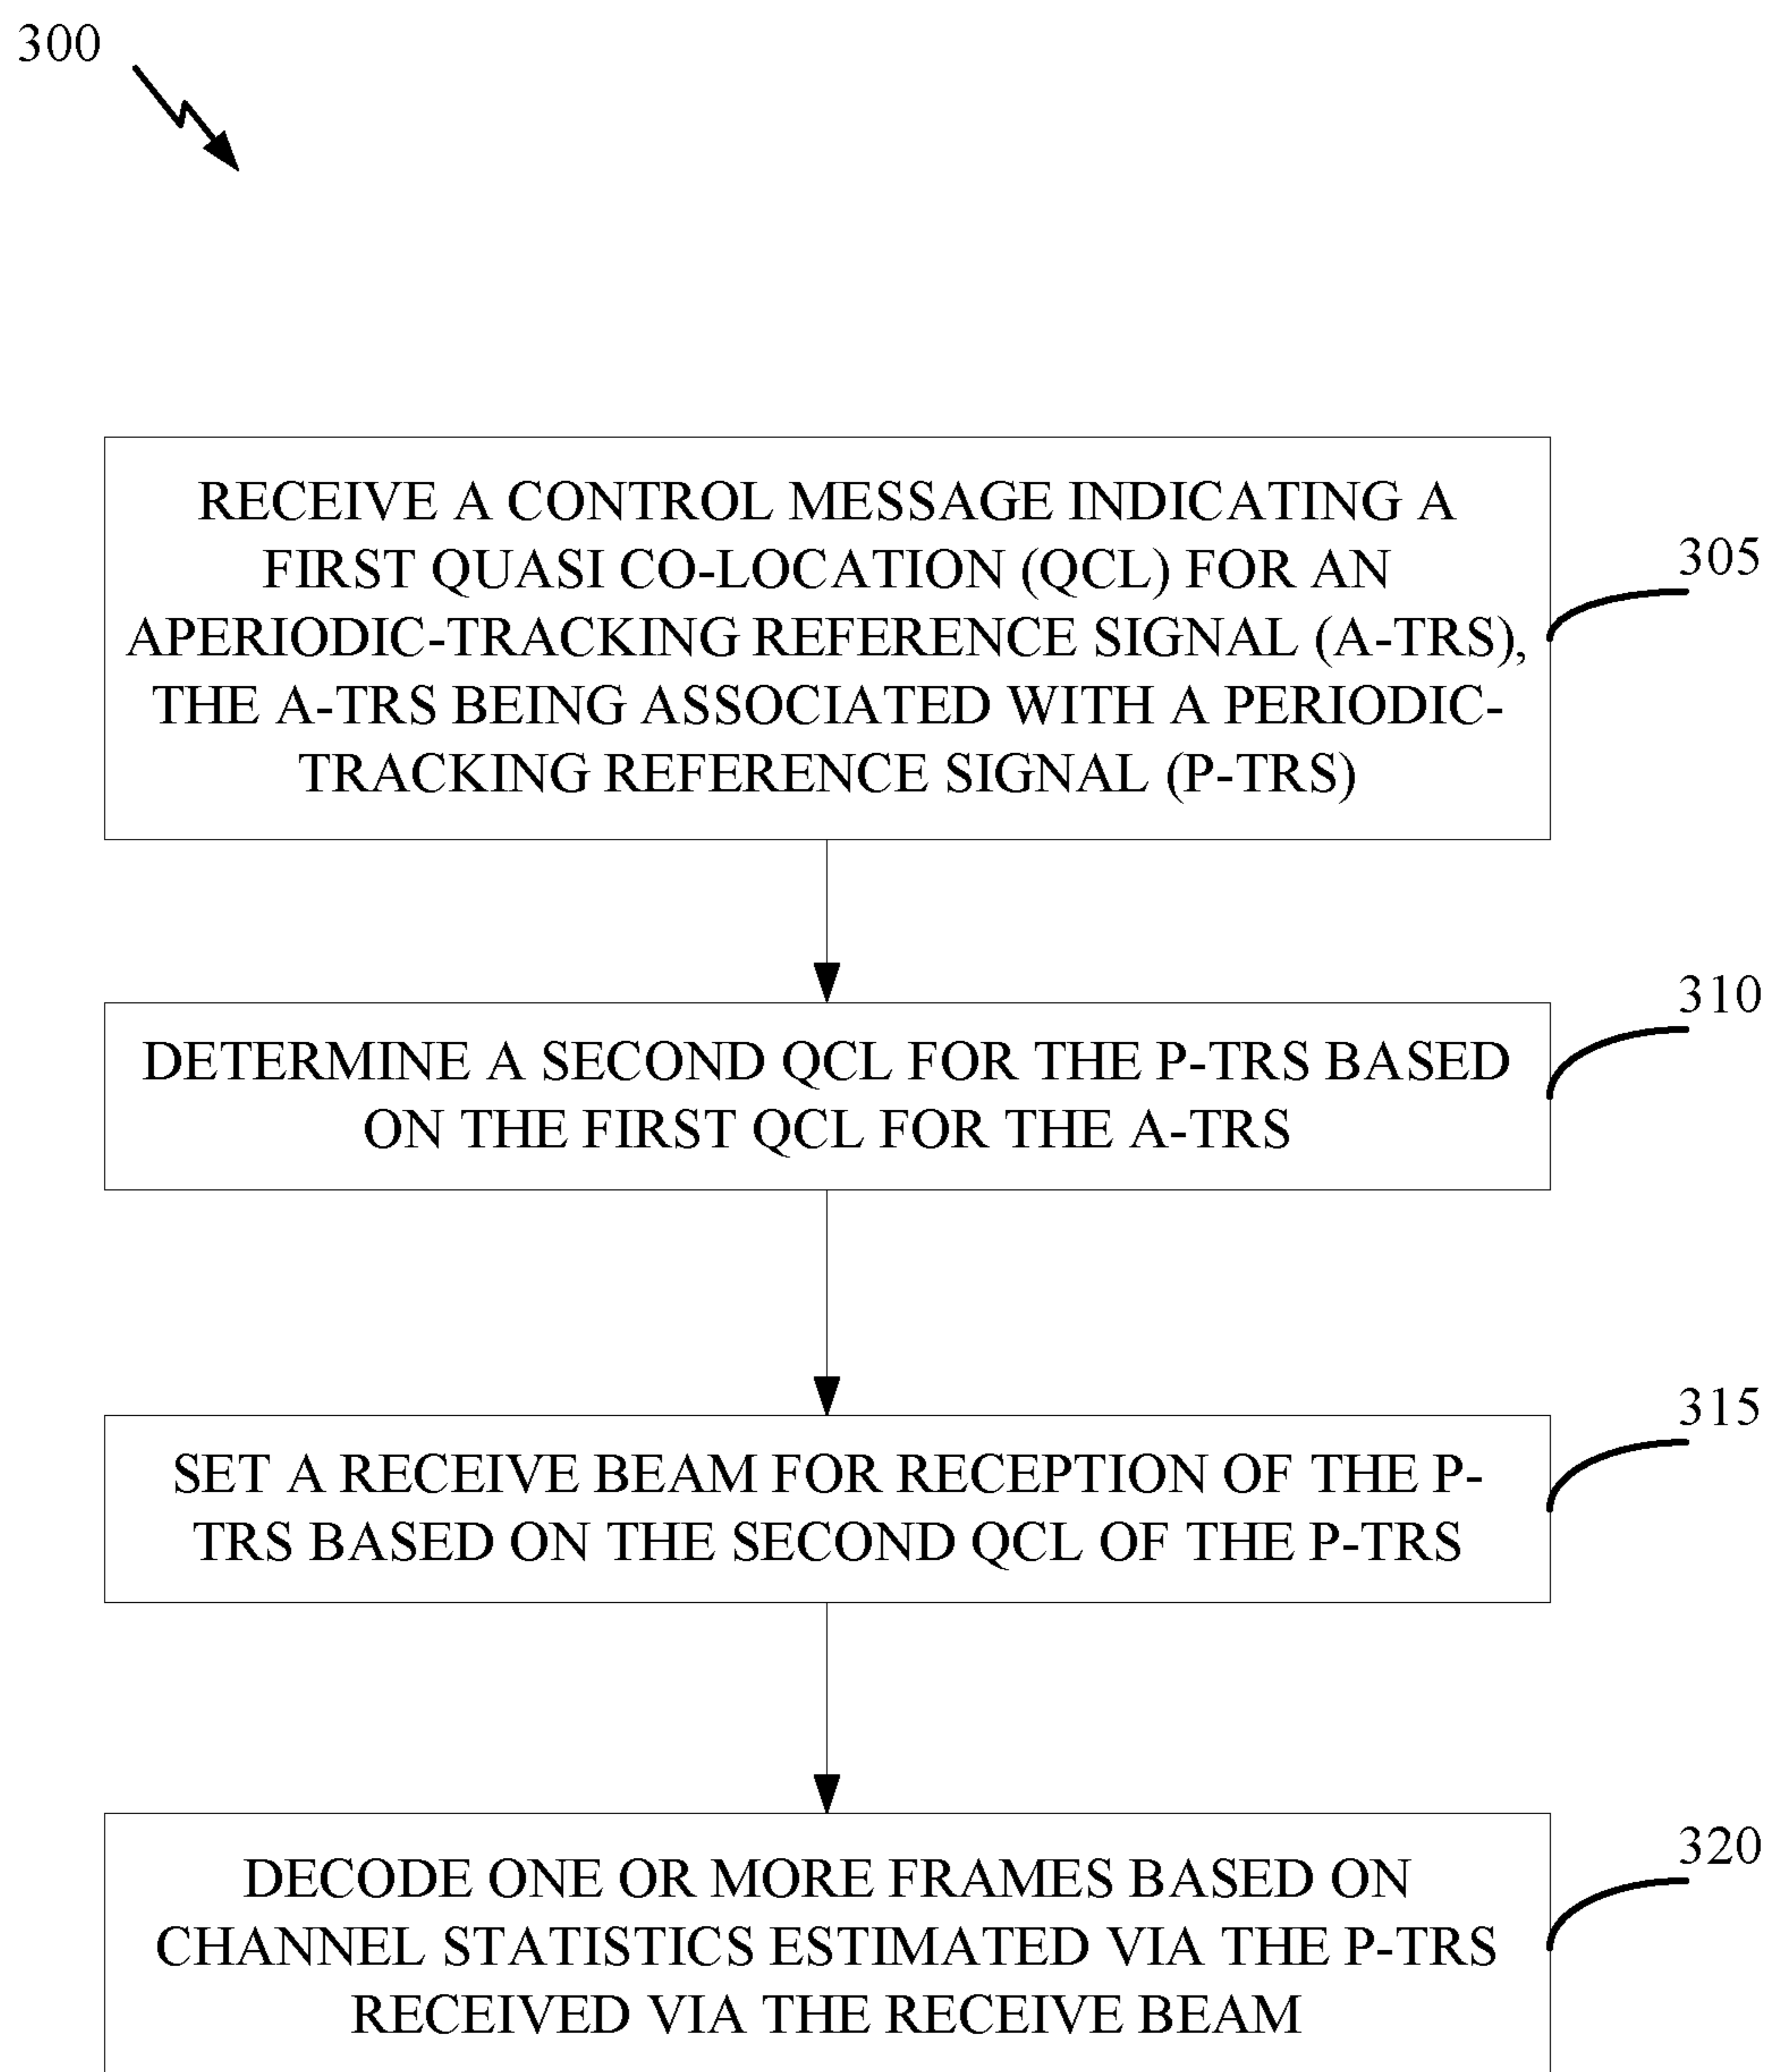 300
RECEIVE A CONTROL MESSAGE INDICATING A
FIRST QUASI CO-LOCATION (QCL) FOR AN
APERIODIC-TRACKING REFERENCE SIGNAL (A-TRS),
THE A-TRS BEING ASSOCIATED WITH A PERIODIC-
TRACKING REFERENCE SIGNAL (P-TRS)
305
DETERMINE A SECOND QCL FOR THE P-TRS BASED
ON THE FIRST QCL FOR THE A-TRS
310
SET A RECEIVE BEAM FOR RECEPTION OF THE P-
TRS BASED ON THE SECOND QCL OF THE P-TRS
315
DECODE ONE OR MORE FRAMES BASED ON
CHANNEL STATISTICS ESTIMATED VIA THE P-TRS
RECEIVED VIA THE RECEIVE BEAM
320